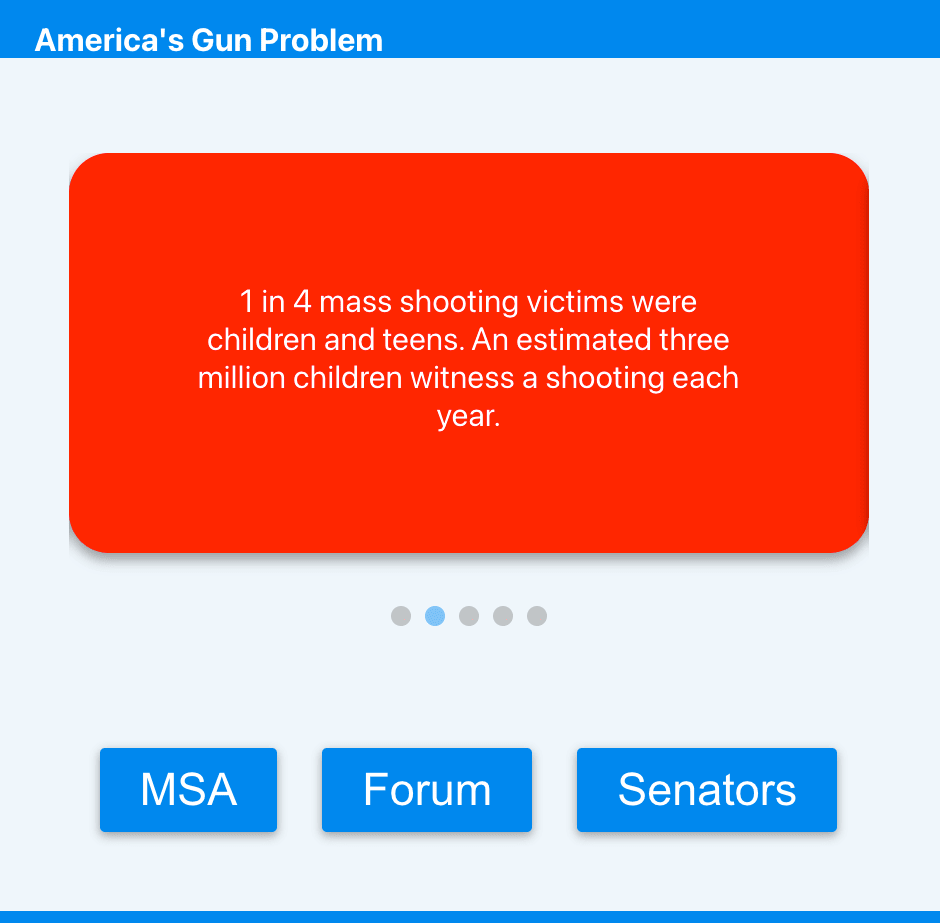 America's Gun Problem
1 in 4 mass shooting victims were
children and teens. An estimated three
million children witness a shooting each
year.
MSA
Forum
Senators